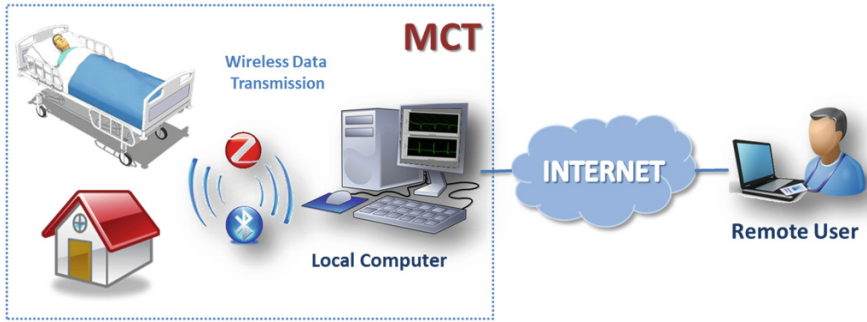 MCT
Wireless Data
Transmission
Z
INTERNET
Local Computer
Remote User